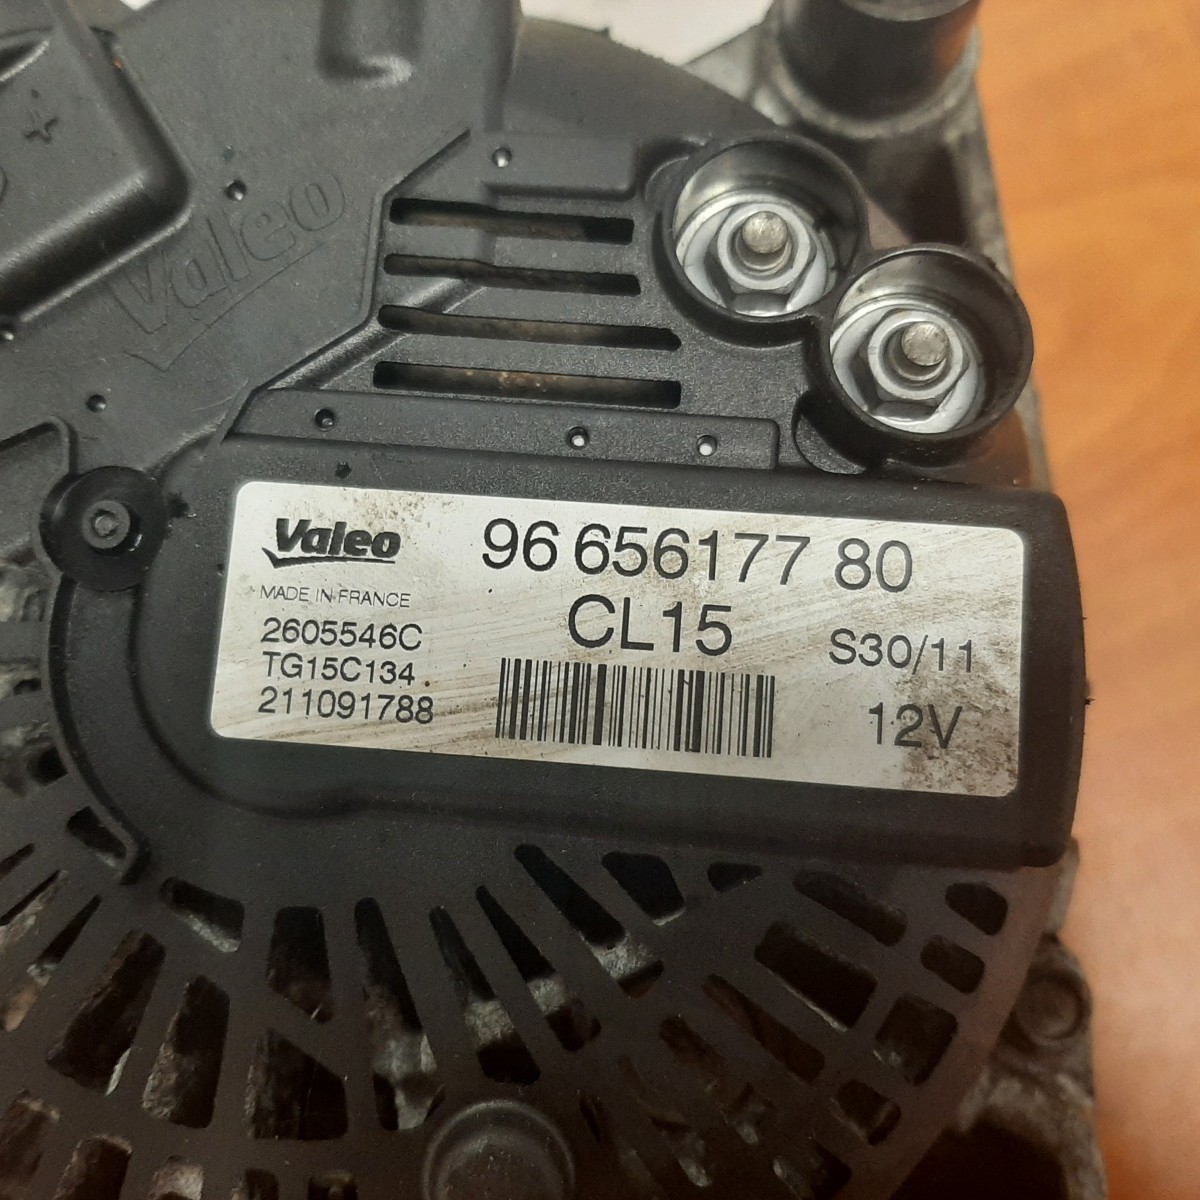 +
Valeo
Valeo
96 656177 80
MADE IN FRANCE
CL15
2605546C
S30/11
TG15C134
211091788
12V